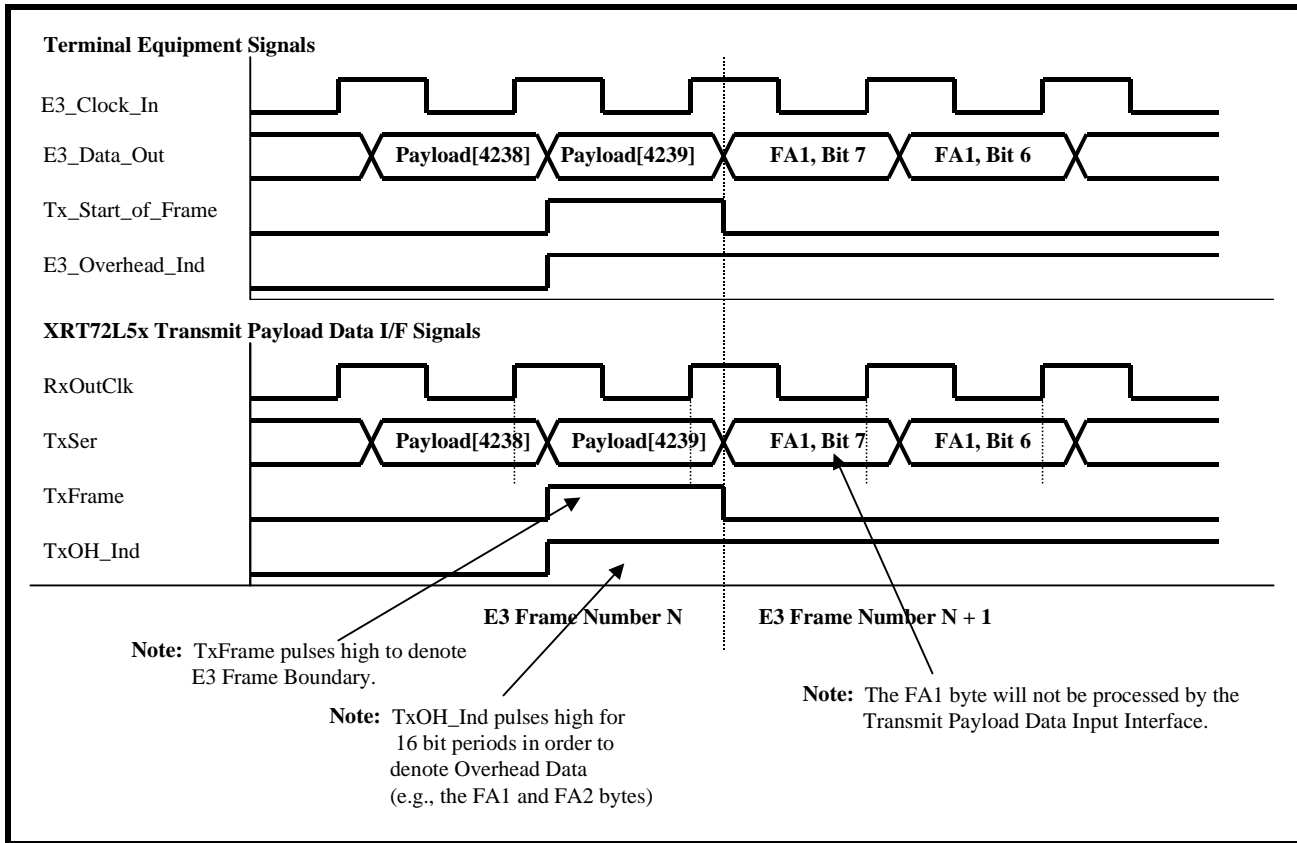 Terminal Equipment Signals
E3_Clock_In
E3_Data_Out
Payload[4238] Payload[4239] FA1, Bit 7 FA1, Bit 6
Tx_Start_of_Frame
E3_Overhead_Ind
XRT72L5x Transmit Payload Data I/F Signals
RxOutClk
TxSer
Payload[4238] Payload[4239] FA1, Bit 7 FA1, Bit 6
TxFrame
TxOH_Ind
E3 Frame Number N E3 Frame Number N + 1
Note: TxFrame pulses high to denote
E3 Frame Boundary.
Note: TxOH_Ind pulses high for
16 bit periods in order to
denote Overhead Data
(e.g., the FA1 and FA2 bytes)
Note: The FA1 byte will not be processed by the
Transmit Payload Data Input Interface.